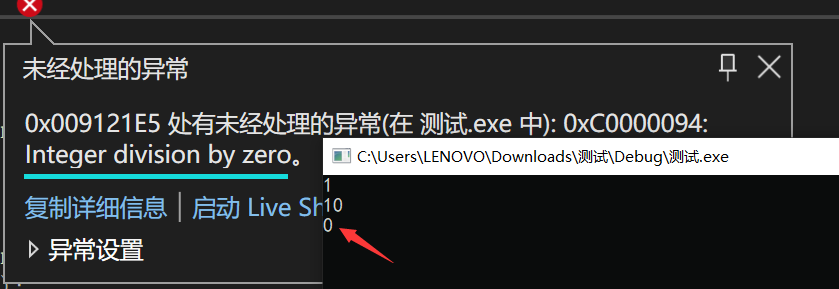 未经处理的异常
0x009121E5 处有未经处理的异常(在 测试.exe 中): 0xC0000094:
Integer division by zero。
复制详细信息 | 启动 Live Sh
异常设置
C:\Users\LENOVO\Downloads\测试\Debug\测试.exe
1
10
0